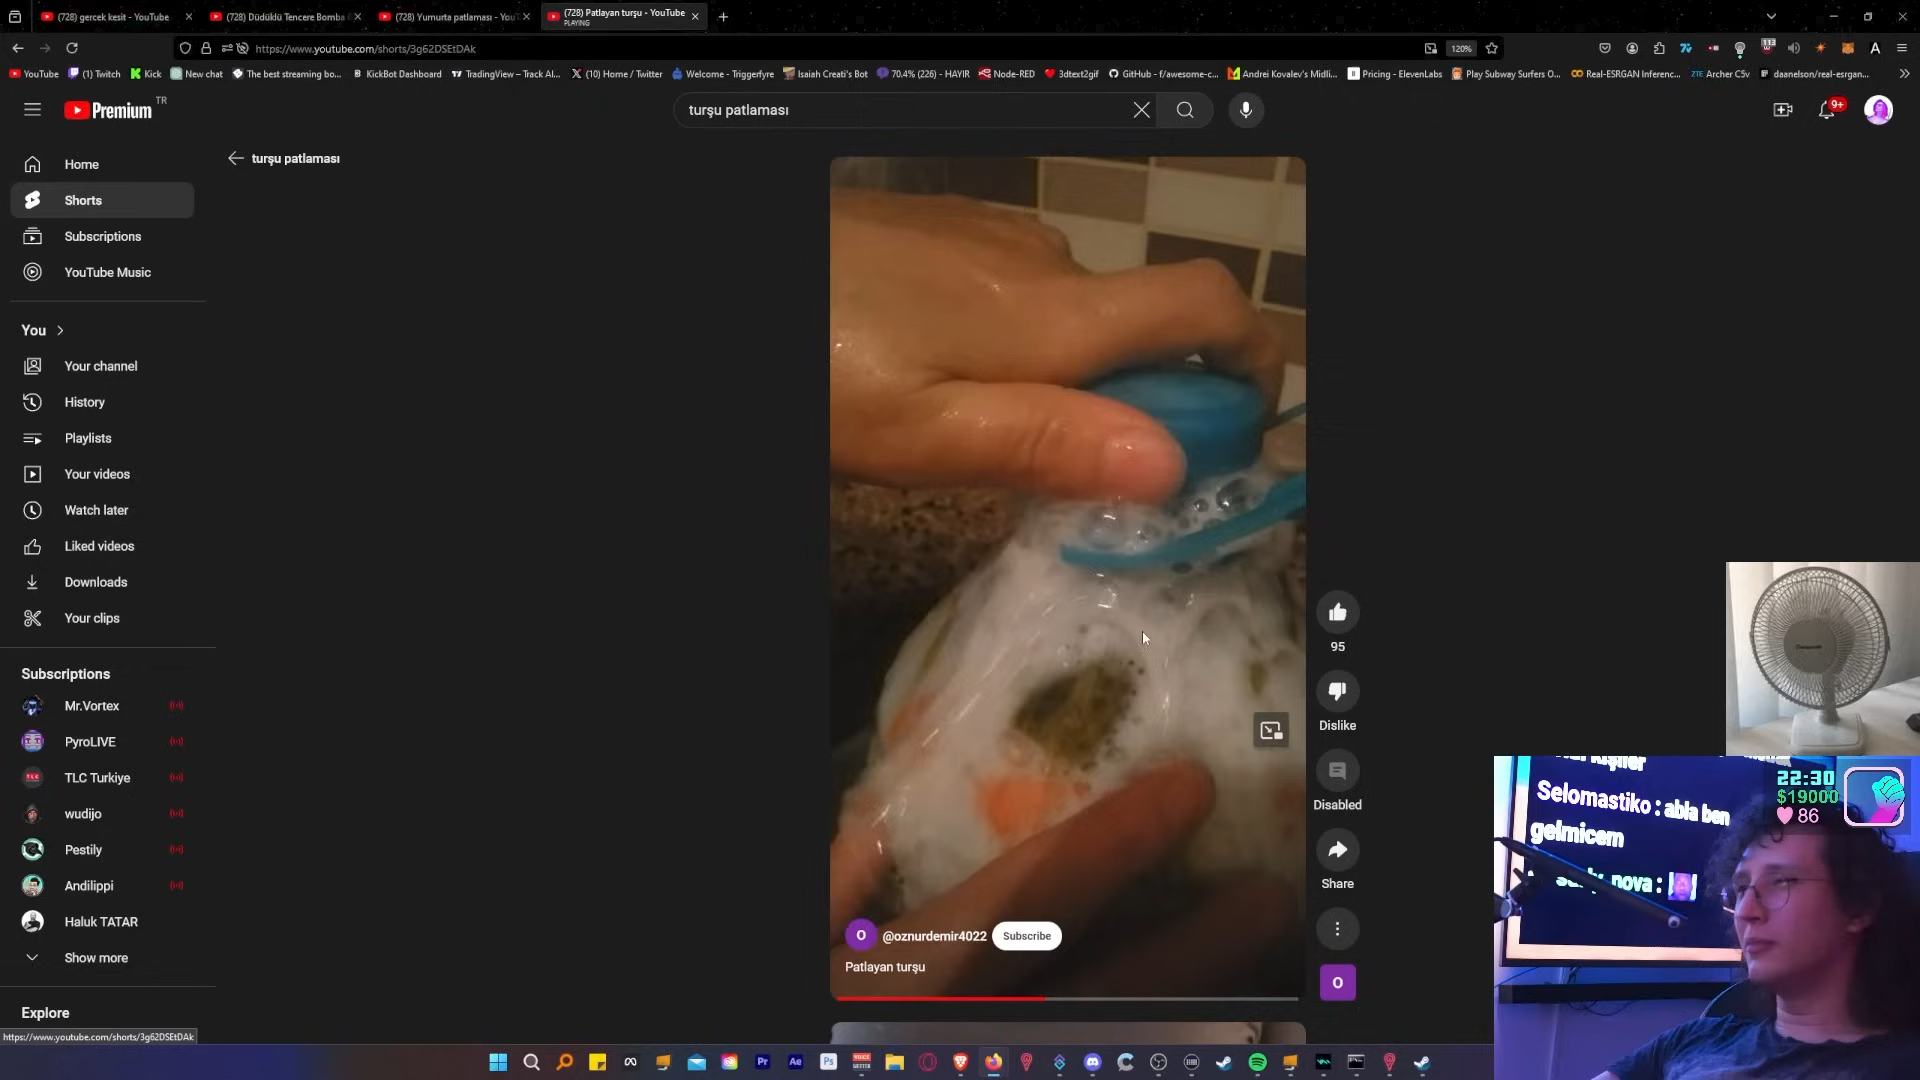 (728) gercek kesit - YouTube
(728) Düdüklü Tencere Bomba
(728) Yumurta patlaması - You
(728) Patlayan turşu - YouTube
PLAYING
https://www.youtube.com/shorts/3g62DSEtDAk
120%
YouTube
(1) Twitch
Kick
New chat
The best streaming bo...
KickBot Dashboard
TradingView – Track Al...
(10) Home / Twitter
Welcome - Triggerfyre
Isaiah Creati's Bot
70.4% (226) - HAYIR
Node-RED
3dtext2gif
GitHub - f/awesome-c...
Andrei Kovalev's Midli...
Pricing - ElevenLabs
Play Subway Surfers O...
Real-ESRGAN Inferenc...
ZTE Archer C5v
daanelson/real-esrgan...
Premium TR
turşu patlaması
9+
Home
turşu patlaması
Shorts
Subscriptions
YouTube Music
You
Your channel
History
Playlists
Your videos
Watch later
Liked videos
Downloads
Your clips
Subscriptions
Mr.Vortex
PyroLIVE
TLC Turkiye
wudijo
Pestily
Andilippi
Haluk TATAR
Show more
Explore
https://www.youtube.com/shorts/3g62DSEtDAk
95
Dislike
Disabled
Share
O @oznurdemir4022 Subscribe
Patlayan turşu
O
22:30
$19000
86
Selomastiko : abla ben
gelmicem
nova :